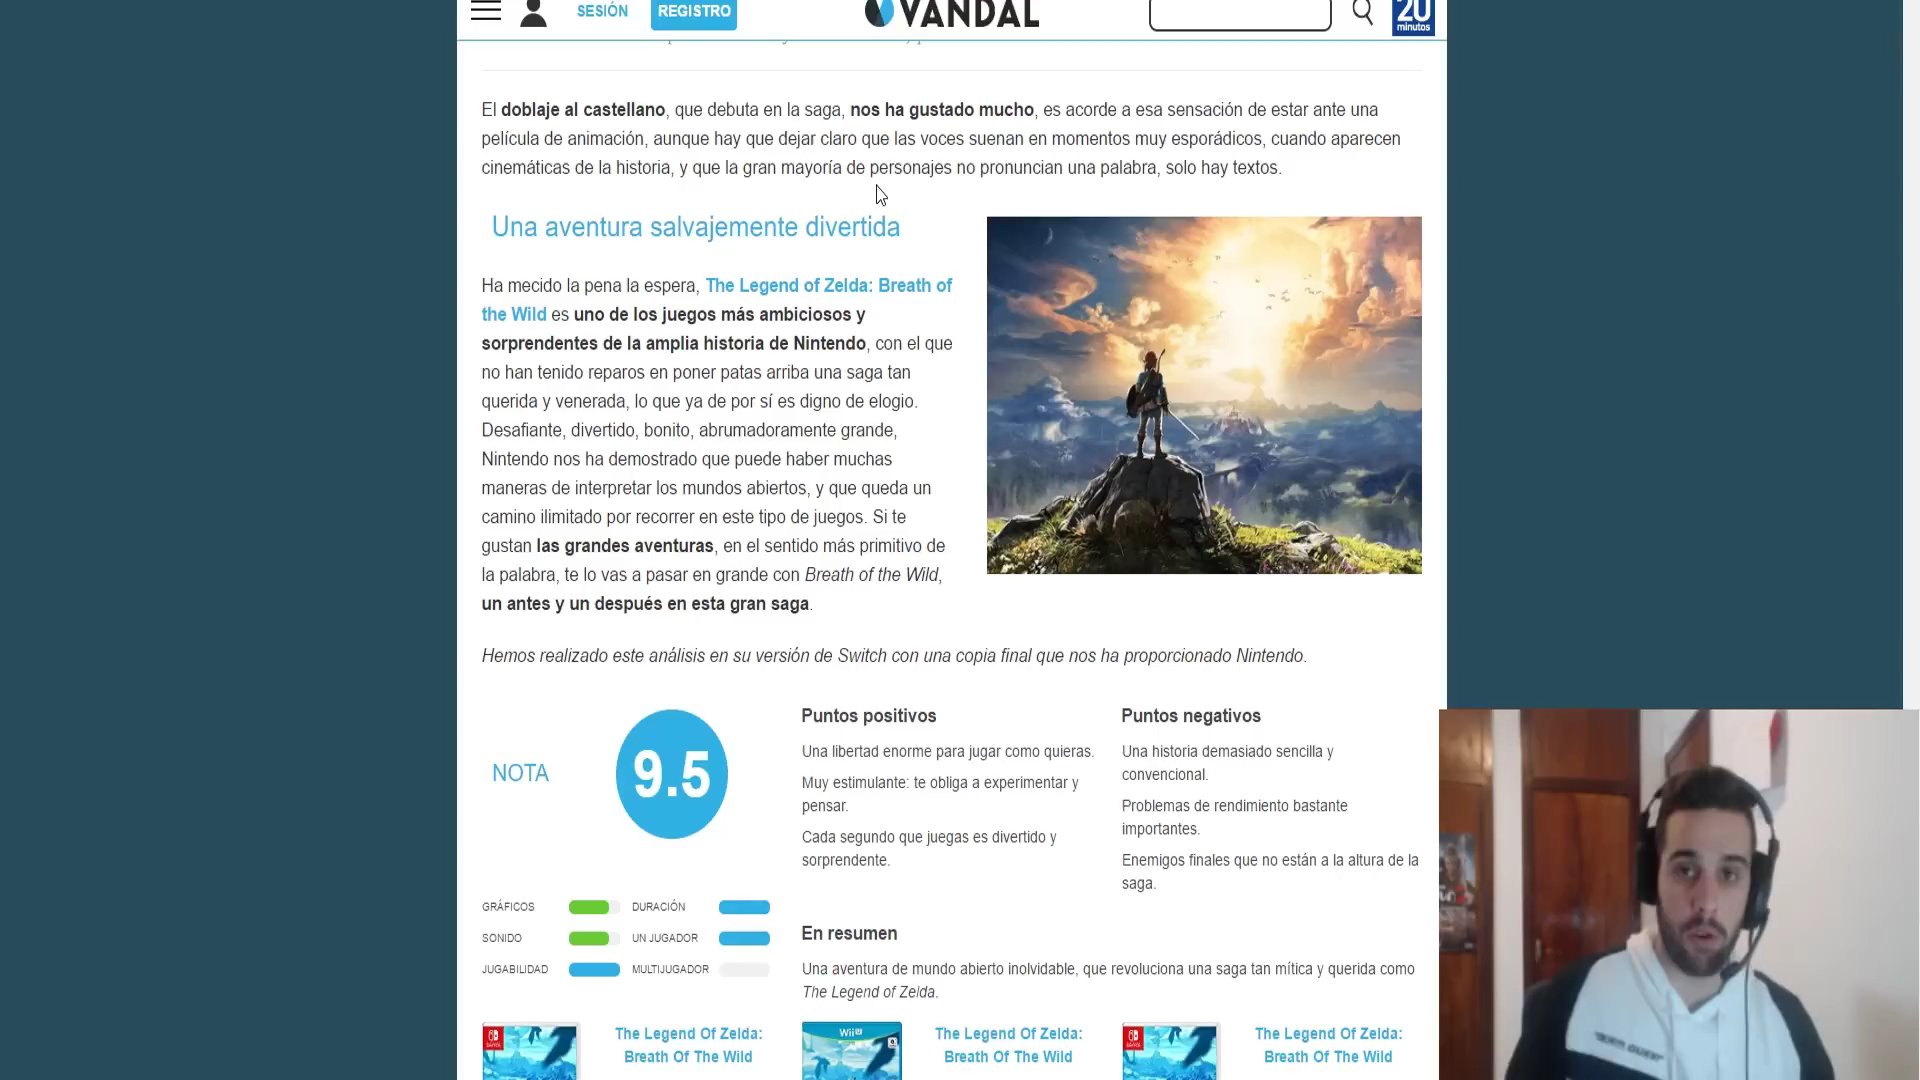 SESIÓN REGISTRO VANDAL 20 minutos
El doblaje al castellano, que debuta en la saga, nos ha gustado mucho, es acorde a esa sensación de estar ante una
película de animación, aunque hay que dejar claro que las voces suenan en momentos muy esporádicos, cuando aparecen
cinemáticas de la historia, y que la gran mayoría de personajes no pronuncian una palabra, solo hay textos.
Una aventura salvajemente divertida
Ha mecido la pena la espera, The Legend of Zelda: Breath of
the Wild es uno de los juegos más ambiciosos y
sorprendentes de la amplia historia de Nintendo, con el que
no han tenido reparos en poner patas arriba una saga tan
querida y venerada, lo que ya de por sí es digno de elogio.
Desafiante, divertido, bonito, abrumadoramente grande,
Nintendo nos ha demostrado que puede haber muchas
maneras de interpretar los mundos abiertos, y que queda un
camino ilimitado por recorrer en este tipo de juegos. Si te
gustan las grandes aventuras, en el sentido más primitivo de
la palabra, te lo vas a pasar en grande con Breath of the Wild,
un antes y un después en esta gran saga.
Hemos realizado este análisis en su versión de Switch con una copia final que nos ha proporcionado Nintendo.
NOTA
9.5
GRÁFICOS DURACIÓN
SONIDO UN JUGADOR
JUGABILIDAD MULTIJUGADOR
Puntos positivos
Una libertad enorme para jugar como quieras.
Muy estimulante: te obliga a experimentar y
pensar.
Cada segundo que juegas es divertido y
sorprendente.
Puntos negativos
Una historia demasiado sencilla y
convencional.
Problemas de rendimiento bastante
importantes.
Enemigos finales que no están a la altura de la
saga.
En resumen
Una aventura de mundo abierto inolvidable, que revoluciona una saga tan mítica y querida como
The Legend of Zelda.
The Legend Of Zelda:
Breath Of The Wild
Wii U
The Legend Of Zelda:
Breath Of The Wild
The Legend Of Zelda:
Breath Of The Wild